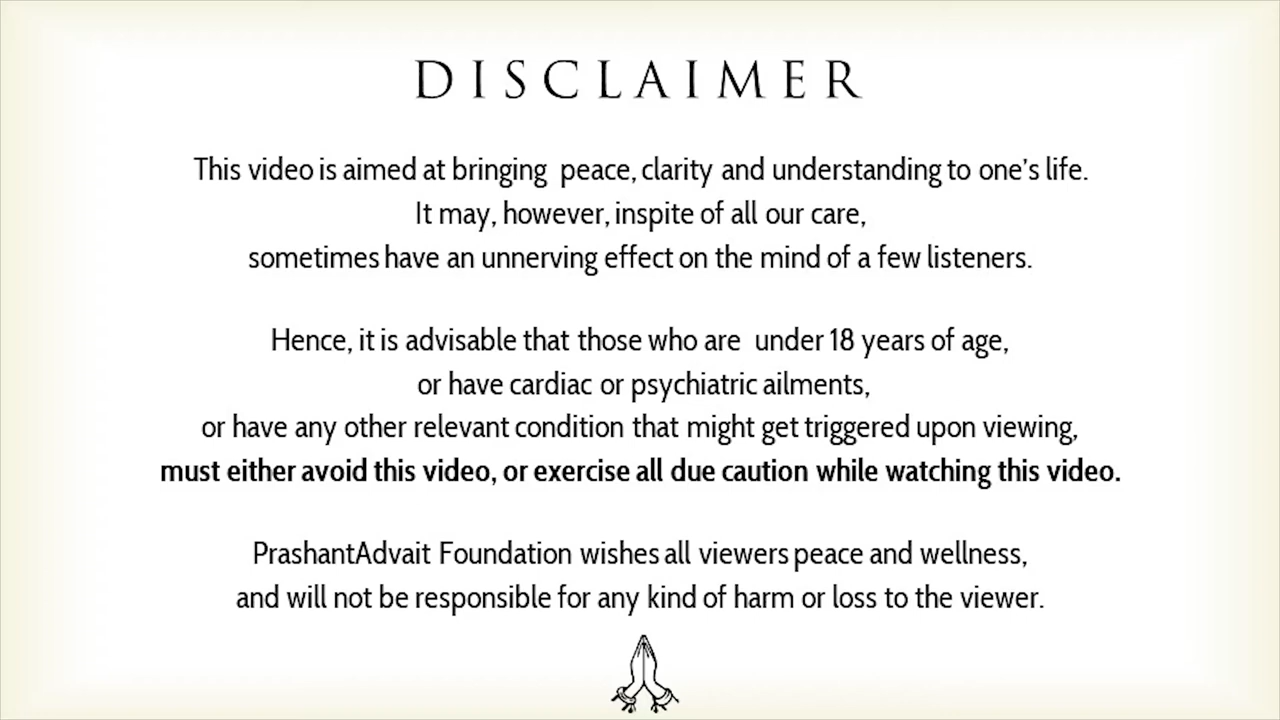 DISCLAIMER
This video is aimed at bringing peace, clarity and understanding to one's life.
It may, however, inspite of all our care,
sometimes have an unnerving effect on the mind of a few listeners.
Hence, it is advisable that those who are under 18 years of age,
or have cardiac or psychiatric ailments,
or have any other relevant condition that might get triggered upon viewing,
must either avoid this video, or exercise all due caution while watching this video.
PrashantAdvait Foundation wishes all viewers peace and wellness,
and will not be responsible for any kind of harm or loss to the viewer.